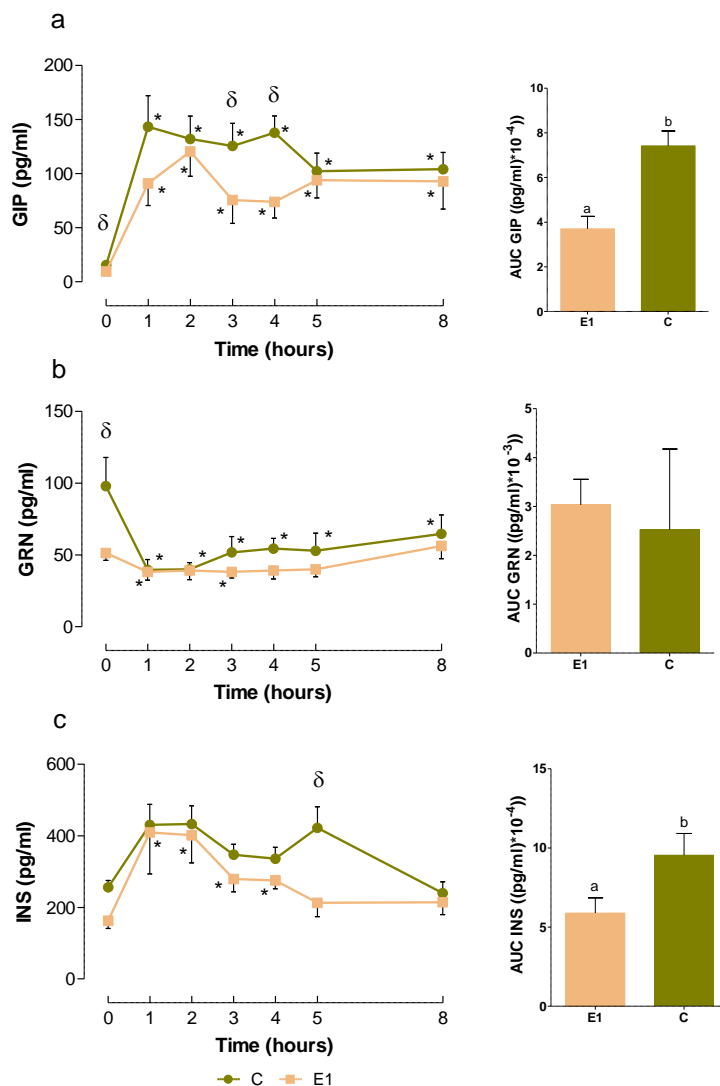 a
200
150
100
50
0
GIP (pg/ml)
δ
δ δ
* * * * * *
* * * * * *
0 1 2 3 4 5 8
Time (hours)
10
8
6
4
2
0
AUC GIP ((pg/ml)*10⁻⁴)
a
b
E1 C
b
150
100
50
0
GRN (pg/ml)
δ
* * * * * *
* *
0 1 2 3 4 5 8
Time (hours)
5
4
3
2
1
0
AUC GRN ((pg/ml)*10⁻³)
E1 C
c
600
400
200
0
INS (pg/ml)
δ
* * * *
0 1 2 3 4 5 8
Time (hours)
15
10
5
0
AUC INS ((pg/ml)*10⁻⁴)
a
b
E1 C
C E1